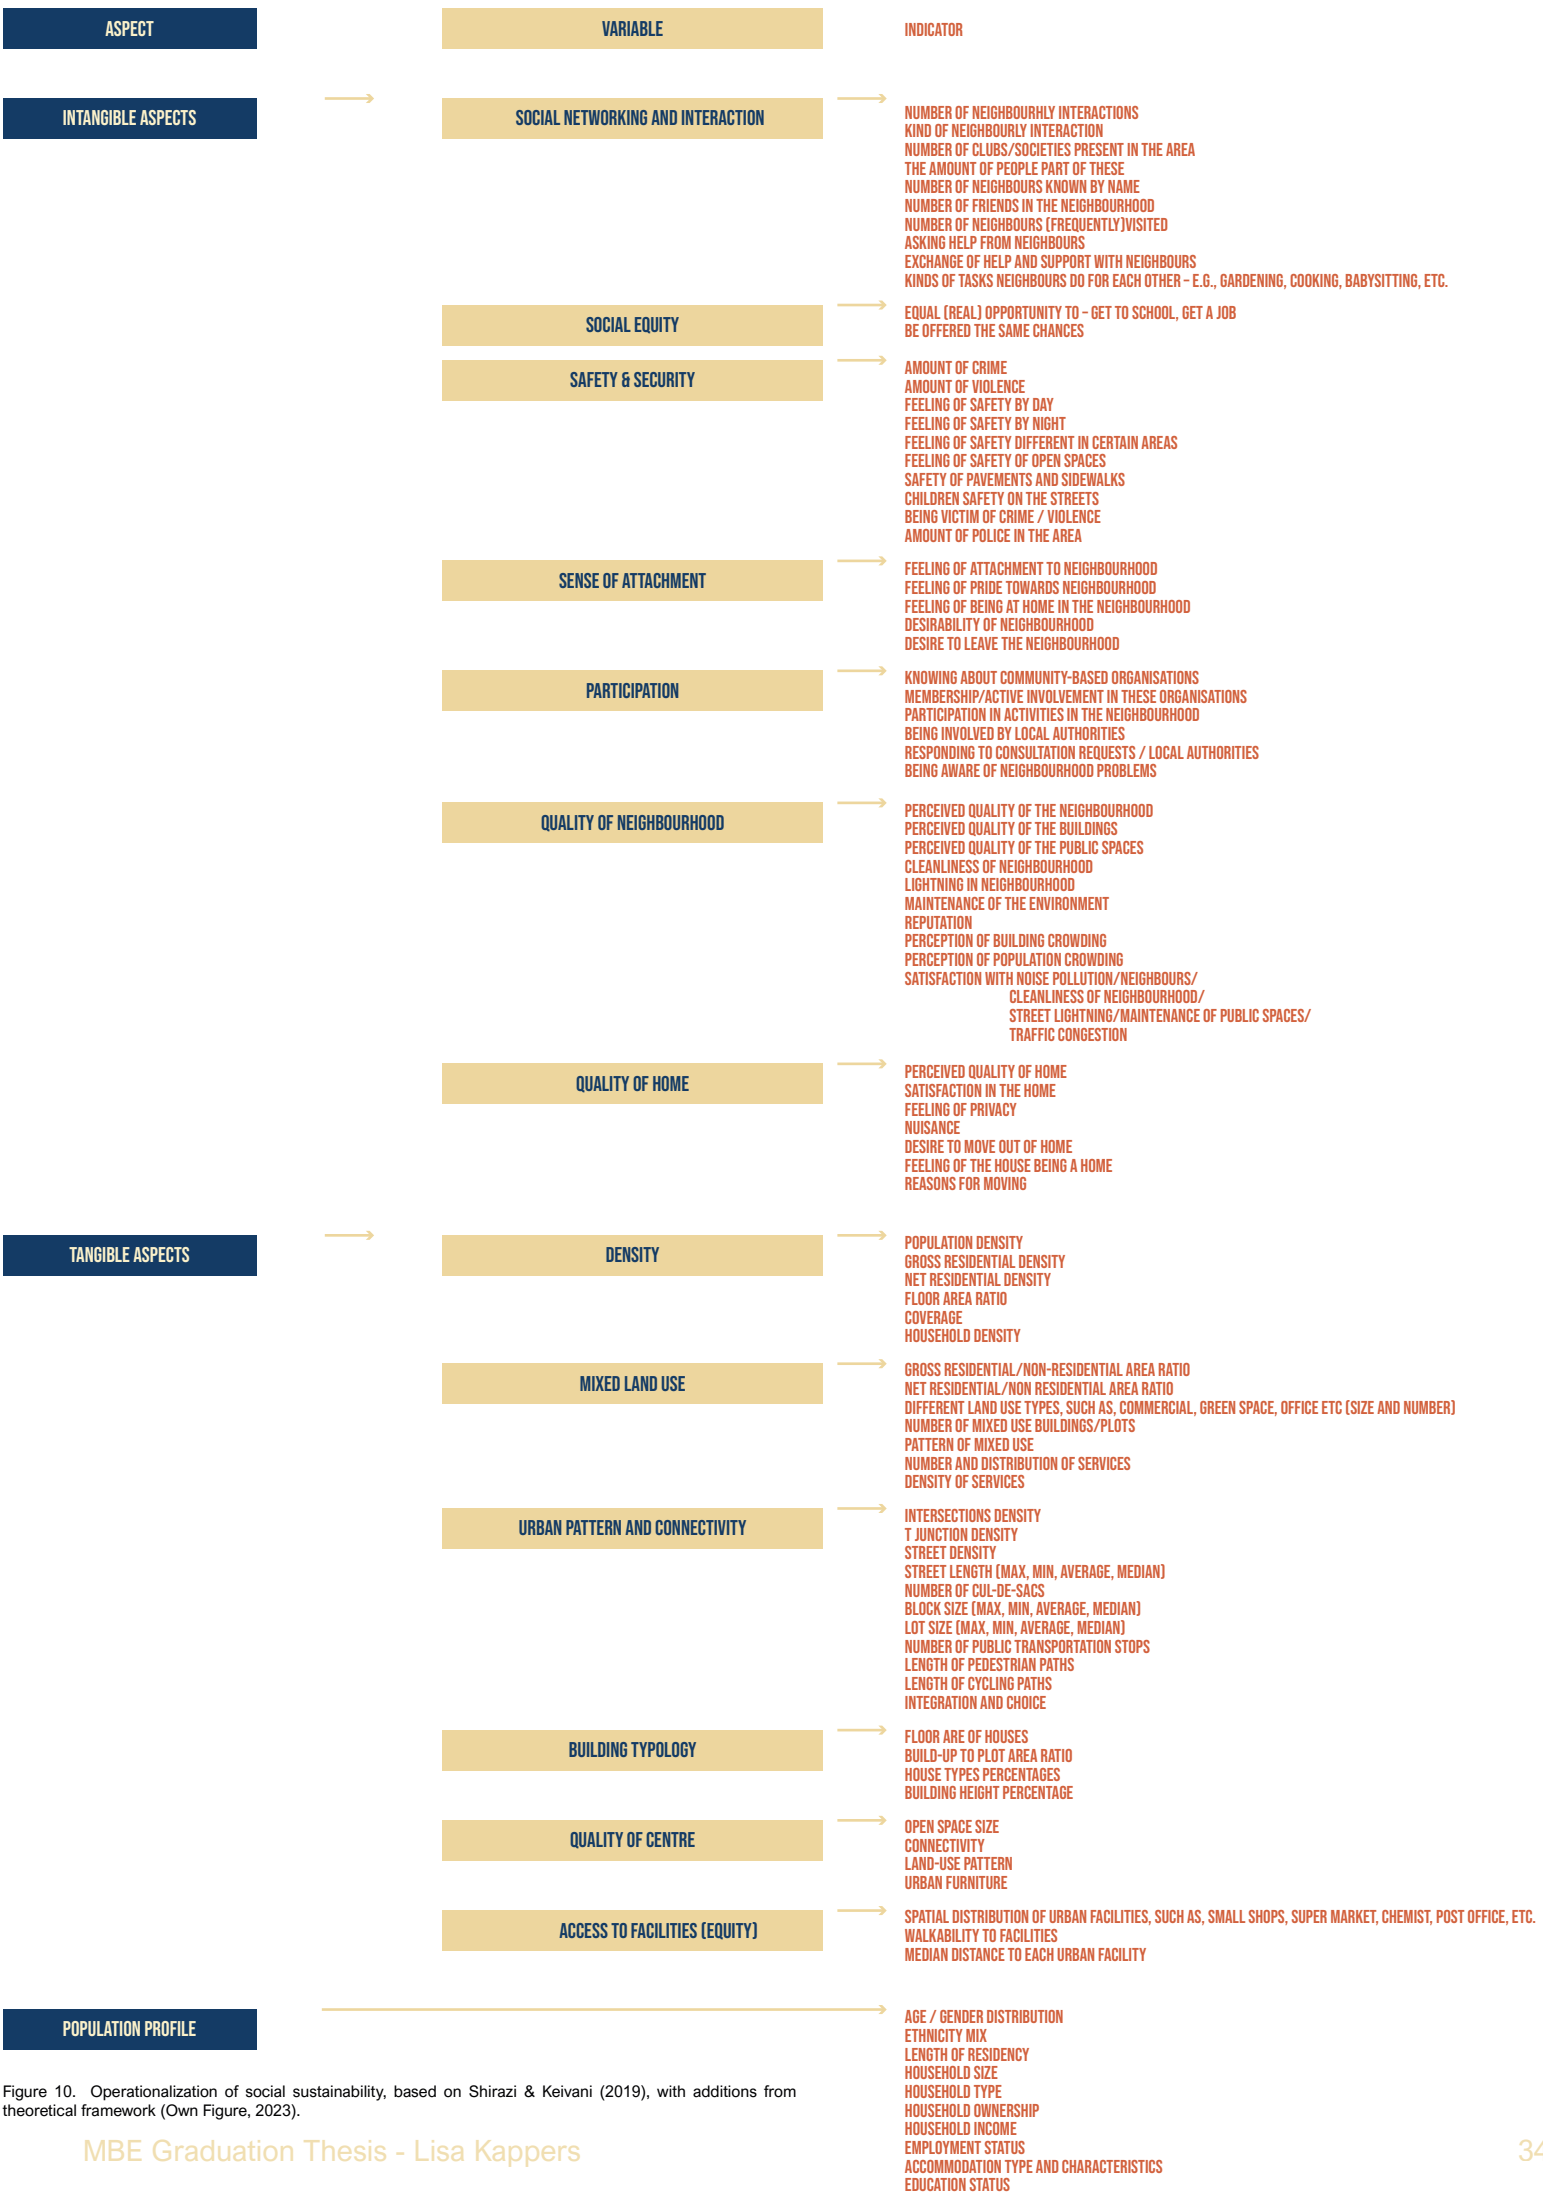 ASPECT
VARIABLE
INDICATOR
INTANGIBLE ASPECTS
SOCIAL NETWORKING AND INTERACTION
NUMBER OF NEIGHBOURHLY INTERACTIONS
KIND OF NEIGHBOURLY INTERACTION
NUMBER OF CLUBS/SOCIETIES PRESENT IN THE AREA
THE AMOUNT OF PEOPLE PART OF THESE
NUMBER OF NEIGHBOURS KNOWN BY NAME
NUMBER OF FRIENDS IN THE NEIGHBOURHOOD
NUMBER OF NEIGHBOURS (FREQUENTLY)VISITED
ASKING HELP FROM NEIGHBOURS
EXCHANGE OF HELP AND SUPPORT WITH NEIGHBOURS
KINDS OF TASKS NEIGHBOURS DO FOR EACH OTHER – E.G., GARDENING, COOKING, BABYSITTING, ETC.
SOCIAL EQUITY
EQUAL (REAL) OPPORTUNITY TO – GET TO SCHOOL, GET A JOB
BE OFFERED THE SAME CHANCES
SAFETY & SECURITY
AMOUNT OF CRIME
AMOUNT OF VIOLENCE
FEELING OF SAFETY BY DAY
FEELING OF SAFETY BY NIGHT
FEELING OF SAFETY DIFFERENT IN CERTAIN AREAS
FEELING OF SAFETY OF OPEN SPACES
SAFETY OF PAVEMENTS AND SIDEWALKS
CHILDREN SAFETY ON THE STREETS
BEING VICTIM OF CRIME / VIOLENCE
AMOUNT OF POLICE IN THE AREA
SENSE OF ATTACHMENT
FEELING OF ATTACHMENT TO NEIGHBOURHOOD
FEELING OF PRIDE TOWARDS NEIGHBOURHOOD
FEELING OF BEING AT HOME IN THE NEIGHBOURHOOD
DESIRABILITY OF NEIGHBOURHOOD
DESIRE TO LEAVE THE NEIGHBOURHOOD
PARTICIPATION
KNOWING ABOUT COMMUNITY-BASED ORGANISATIONS
MEMBERSHIP/ACTIVE INVOLVEMENT IN THESE ORGANISATIONS
PARTICIPATION IN ACTIVITIES IN THE NEIGHBOURHOOD
BEING INVOLVED BY LOCAL AUTHORITIES
RESPONDING TO CONSULTATION REQUESTS / LOCAL AUTHORITIES
BEING AWARE OF NEIGHBOURHOOD PROBLEMS
QUALITY OF NEIGHBOURHOOD
PERCEIVED QUALITY OF THE NEIGHBOURHOOD
PERCEIVED QUALITY OF THE BUILDINGS
PERCEIVED QUALITY OF THE PUBLIC SPACES
CLEANLINESS OF NEIGHBOURHOOD
LIGHTNING IN NEIGHBOURHOOD
MAINTENANCE OF THE ENVIRONMENT
REPUTATION
PERCEPTION OF BUILDING CROWDING
PERCEPTION OF POPULATION CROWDING
SATISFACTION WITH NOISE POLLUTION/NEIGHBOURS/
CLEANLINESS OF NEIGHBOURHOOD/
STREET LIGHTNING/MAINTENANCE OF PUBLIC SPACES/
TRAFFIC CONGESTION
QUALITY OF HOME
PERCEIVED QUALITY OF HOME
SATISFACTION IN THE HOME
FEELING OF PRIVACY
NUISANCE
DESIRE TO MOVE OUT OF HOME
FEELING OF THE HOUSE BEING A HOME
REASONS FOR MOVING
TANGIBLE ASPECTS
DENSITY
POPULATION DENSITY
GROSS RESIDENTIAL DENSITY
NET RESIDENTIAL DENSITY
FLOOR AREA RATIO
COVERAGE
HOUSEHOLD DENSITY
MIXED LAND USE
GROSS RESIDENTIAL/NON-RESIDENTIAL AREA RATIO
NET RESIDENTIAL/NON RESIDENTIAL AREA RATIO
DIFFERENT LAND USE TYPES, SUCH AS, COMMERCIAL, GREEN SPACE, OFFICE ETC (SIZE AND NUMBER)
NUMBER OF MIXED USE BUILDINGS/PLOTS
PATTERN OF MIXED USE
NUMBER AND DISTRIBUTION OF SERVICES
DENSITY OF SERVICES
URBAN PATTERN AND CONNECTIVITY
INTERSECTIONS DENSITY
T JUNCTION DENSITY
STREET DENSITY
STREET LENGTH (MAX, MIN, AVERAGE, MEDIAN)
NUMBER OF CUL-DE-SACS
BLOCK SIZE (MAX, MIN, AVERAGE, MEDIAN)
LOT SIZE (MAX, MIN, AVERAGE, MEDIAN)
NUMBER OF PUBLIC TRANSPORTATION STOPS
LENGTH OF PEDESTRIAN PATHS
LENGTH OF CYCLING PATHS
INTEGRATION AND CHOICE
BUILDING TYPOLOGY
FLOOR ARE OF HOUSES
BUILD-UP TO PLOT AREA RATIO
HOUSE TYPES PERCENTAGES
BUILDING HEIGHT PERCENTAGE
QUALITY OF CENTRE
OPEN SPACE SIZE
CONNECTIVITY
LAND-USE PATTERN
URBAN FURNITURE
ACCESS TO FACILITIES (EQUITY)
SPATIAL DISTRIBUTION OF URBAN FACILITIES, SUCH AS, SMALL SHOPS, SUPER MARKET, CHEMIST, POST OFFICE, ETC.
WALKABILITY TO FACILITIES
MEDIAN DISTANCE TO EACH URBAN FACILITY
POPULATION PROFILE
AGE / GENDER DISTRIBUTION
ETHNICITY MIX
LENGTH OF RESIDENCY
HOUSEHOLD SIZE
HOUSEHOLD TYPE
HOUSEHOLD OWNERSHIP
HOUSEHOLD INCOME
EMPLOYMENT STATUS
ACCOMMODATION TYPE AND CHARACTERISTICS
EDUCATION STATUS
Figure 10. Operationalization of social sustainability, based on Shirazi & Keivani (2019), with additions from
theoretical framework (Own Figure, 2023).
MBE Graduation Thesis - Lisa Kappers
34